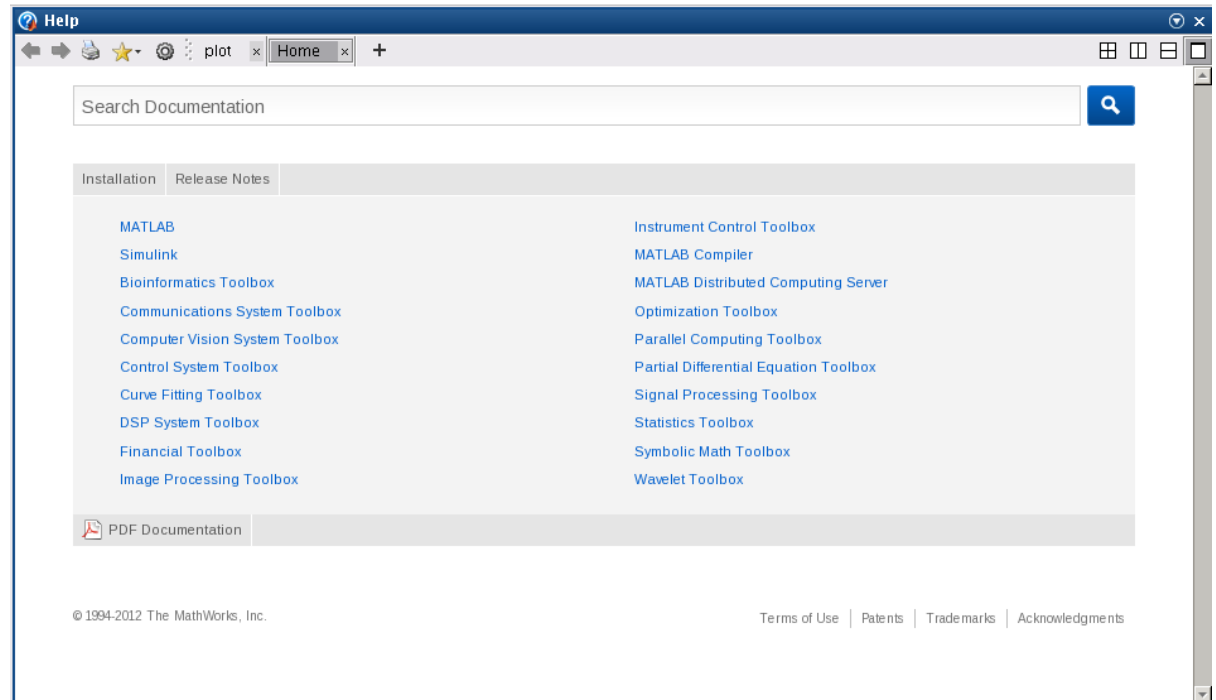 Help
plot Home
Search Documentation
Installation Release Notes
MATLAB
Simulink
Bioinformatics Toolbox
Communications System Toolbox
Computer Vision System Toolbox
Control System Toolbox
Curve Fitting Toolbox
DSP System Toolbox
Financial Toolbox
Image Processing Toolbox
Instrument Control Toolbox
MATLAB Compiler
MATLAB Distributed Computing Server
Optimization Toolbox
Parallel Computing Toolbox
Partial Differential Equation Toolbox
Signal Processing Toolbox
Statistics Toolbox
Symbolic Math Toolbox
Wavelet Toolbox
PDF Documentation
© 1994-2012 The MathWorks, Inc.
Terms of Use | Patents | Trademarks | Acknowledgments